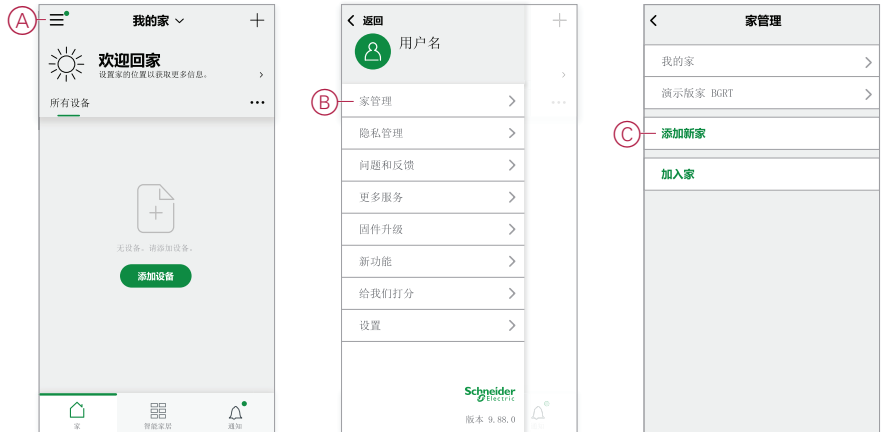 A
我的家
欢迎回家
设置家的位置以获取更多信息。
所有设备
无设备。请添加设备。
添加设备
家
智能家居
通知
返回
用户名
B
家管理
隐私管理
问题和反馈
更多服务
固件升级
新功能
给我们打分
设置
Schneider
Electric
版本 9.88.0
家管理
我的家
演示版家 BGRT
C
添加新家
加入家